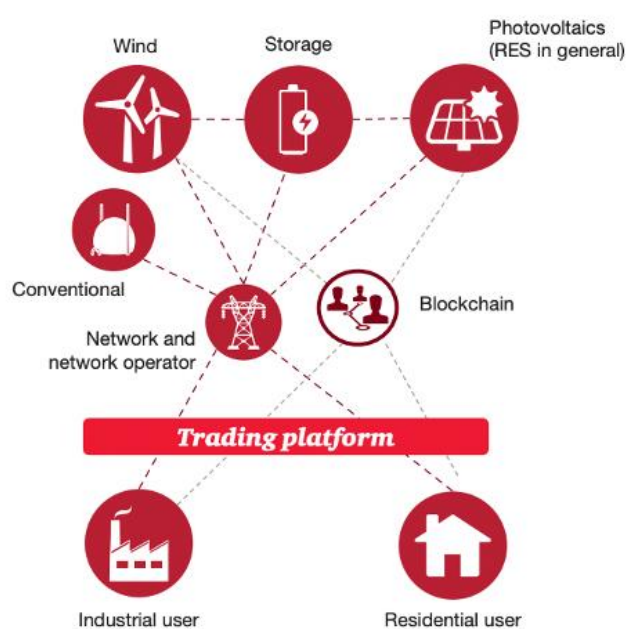 Wind
Storage
Photovoltaics
(RES in general)
Conventional
Blockchain
Network and
network operator
Trading platform
Industrial user
Residential user